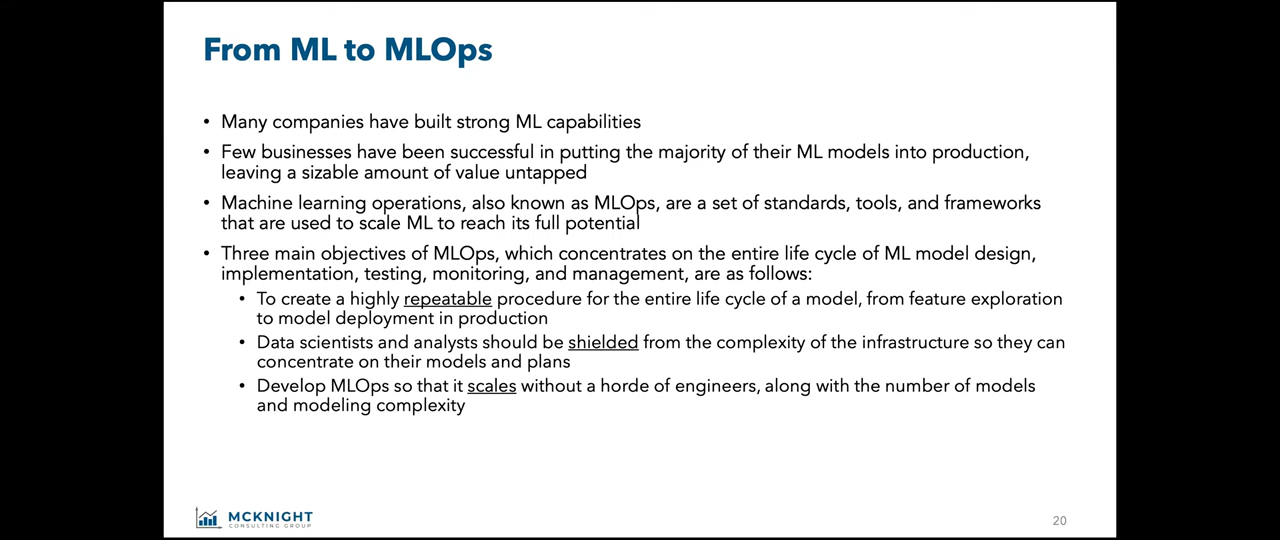 From ML to MLOps
• Many companies have built strong ML capabilities
• Few businesses have been successful in putting the majority of their ML models into production,
leaving a sizable amount of value untapped
• Machine learning operations, also known as MLOps, are a set of standards, tools, and frameworks
that are used to scale ML to reach its full potential
• Three main objectives of MLOps, which concentrates on the entire life cycle of ML model design,
implementation, testing, monitoring, and management, are as follows:
• To create a highly repeatable procedure for the entire life cycle of a model, from feature exploration
to model deployment in production
• Data scientists and analysts should be shielded from the complexity of the infrastructure so they can
concentrate on their models and plans
• Develop MLOps so that it scales without a horde of engineers, along with the number of models
and modeling complexity
MCKNIGHT
CONSULTING GROUP
20